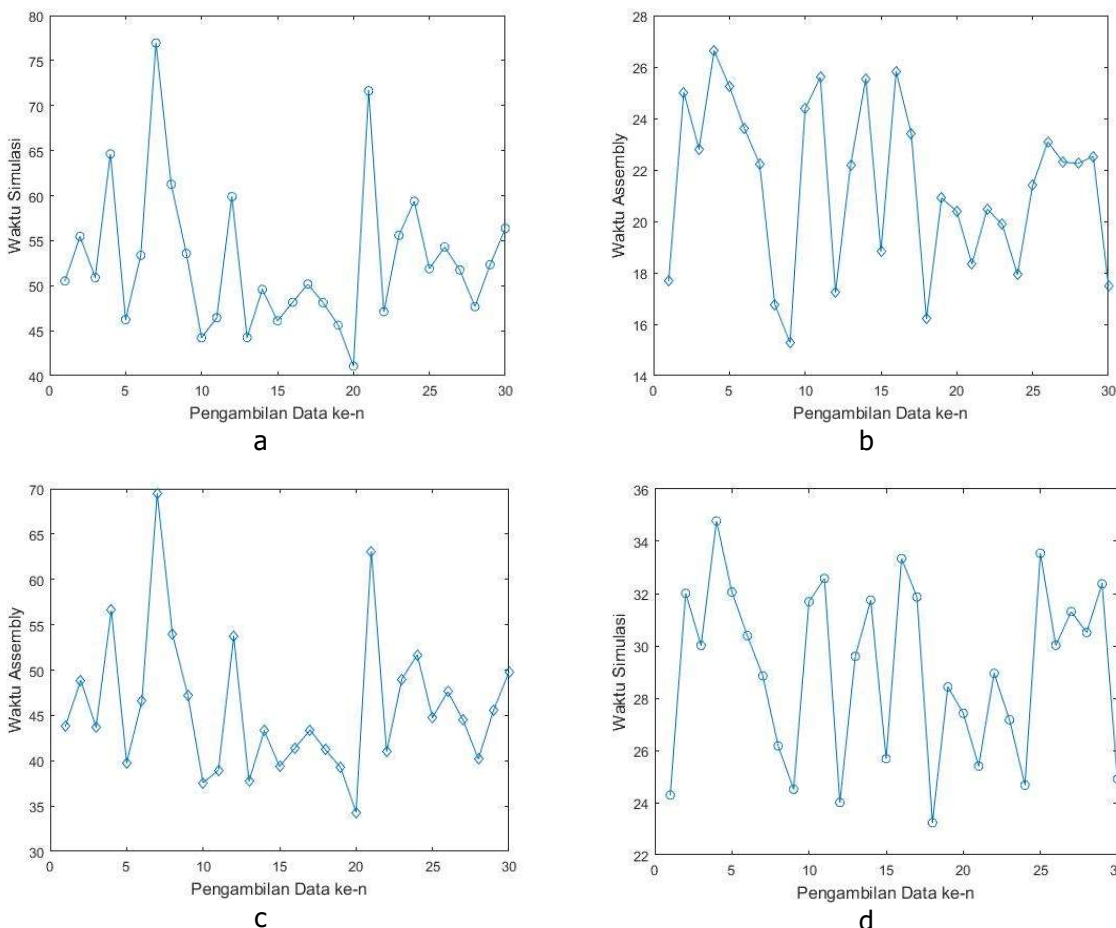 80
75
70
65
60
55
50
45
40
Waktu Simulasi
0 5 10 15 20 25 30
Pengambilan Data ke-n
a
28
26
24
22
20
18
16
14
Waktu Assembly
0 5 10 15 20 25 30
Pengambilan Data ke-n
b
70
65
60
55
50
45
40
35
30
Waktu Assembly
0 5 10 15 20 25 30
Pengambilan Data ke-n
c
36
34
32
30
28
26
24
22
Waktu Simulasi
0 5 10 15 20 25
Pengambilan Data ke-n
d